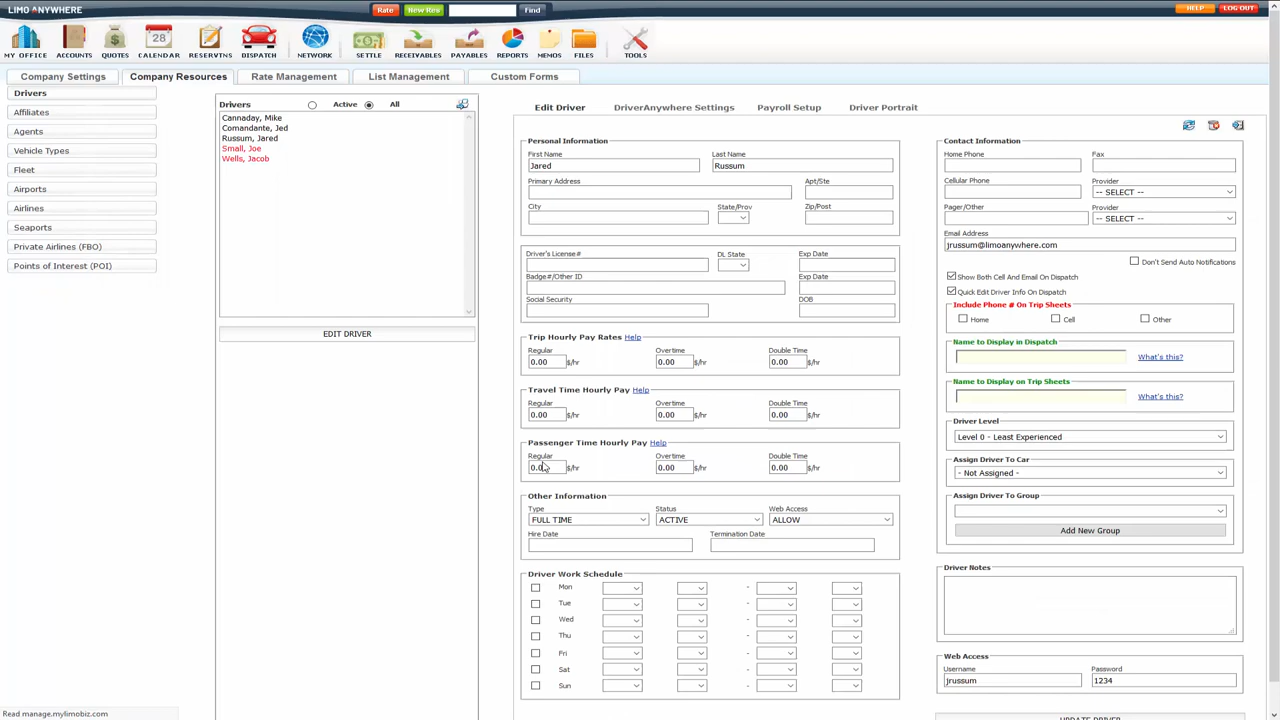 LIMO ANYWHERE
Rate New Res Find HELP LOG OUT
28
MY OFFICE ACCOUNTS QUOTES CALENDAR RESERVTNS DISPATCH NETWORK SETTLE RECEIVABLES PAYABLES REPORTS MEMOS FILES TOOLS
Company Settings Company Resources Rate Management List Management Custom Forms
Drivers
Affiliates
Agents
Vehicle Types
Fleet
Airports
Airlines
Seaports
Private Airlines (FBO)
Points of Interest (POI)
Drivers Active All
Cannaday, Mike
Comandante, Jed
Russum, Jared
Small, Joe
Wells, Jacob
EDIT DRIVER
Edit Driver DriverAnywhere Settings Payroll Setup Driver Portrait
Personal Information
First Name Last Name
Jared Russum
Primary Address Apt/Ste
City State/Prov Zip/Post
Driver's License# DL State Exp Date
Badge#/Other ID Exp Date
Social Security DOB
Trip Hourly Pay Rates Help
Regular Overtime Double Time
0.00 $/hr 0.00 $/hr 0.00 $/hr
Travel Time Hourly Pay Help
Regular Overtime Double Time
0.00 $/hr 0.00 $/hr 0.00 $/hr
Passenger Time Hourly Pay Help
Regular Overtime Double Time
0.00 $/hr 0.00 $/hr 0.00 $/hr
Other Information
Type Status Web Access
FULL TIME ACTIVE ALLOW
Hire Date Termination Date
Driver Work Schedule
Mon -
Tue -
Wed -
Thu -
Fri -
Sat -
Sun -
Contact Information
Home Phone Fax
Cellular Phone Provider
-- SELECT --
Pager/Other Provider
-- SELECT --
Email Address
jrussum@limoanywhere.com
Don't Send Auto Notifications
Show Both Cell And Email On Dispatch
Quick Edit Driver Info On Dispatch
Include Phone # On Trip Sheets
Home Cell Other
Name to Display in Dispatch
What's this?
Name to Display on Trip Sheets
What's this?
Driver Level
Level 0 - Least Experienced
Assign Driver To Car
- Not Assigned -
Assign Driver To Group
Add New Group
Driver Notes
Web Access
Username Password
jrussum 1234
UPDATE DRIVER
Read manage.mylimobiz.com